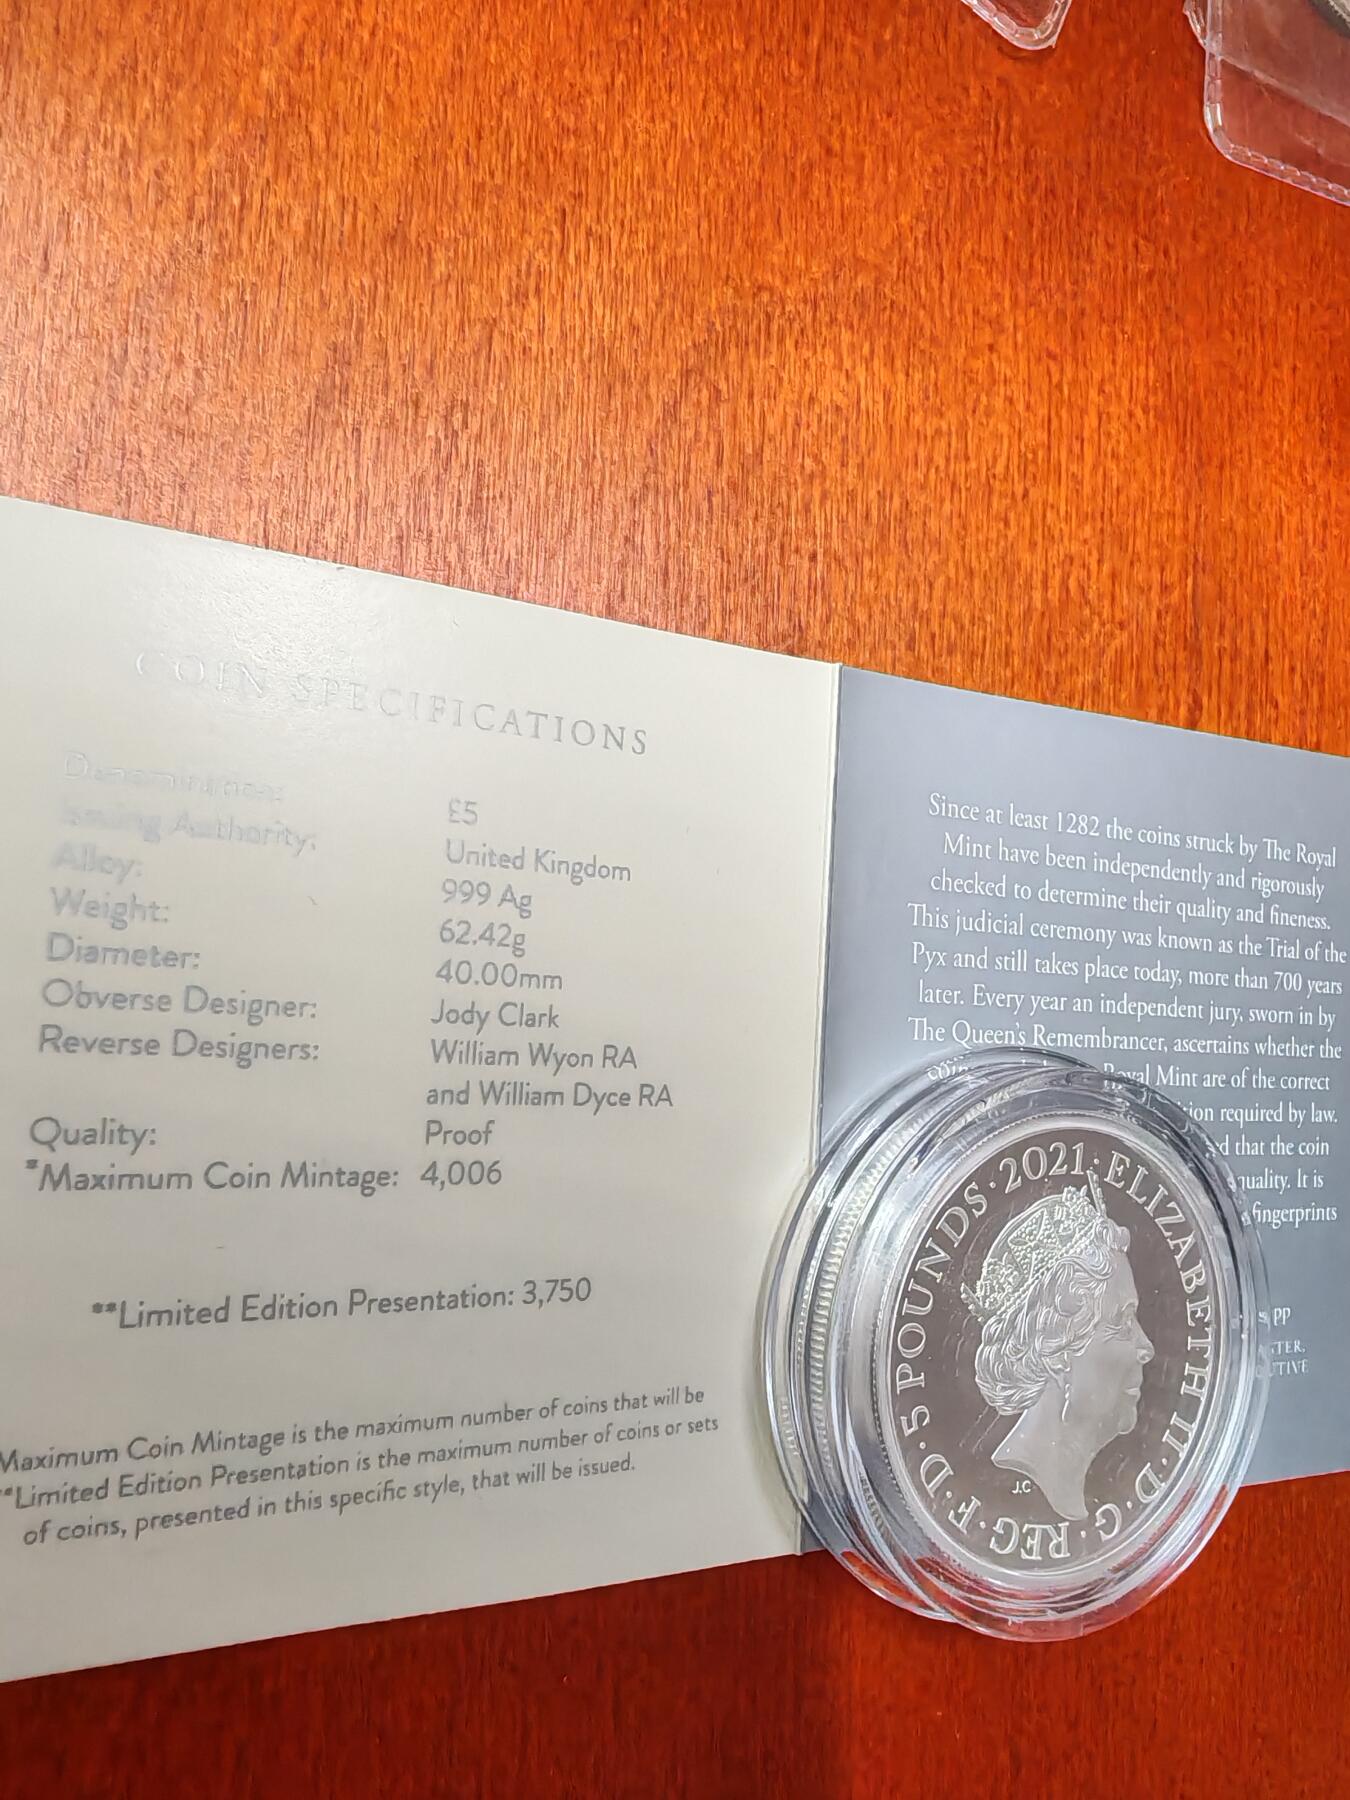 COIN SPECIFICATIONS
Denomination: £5
Issuing Authority: United Kingdom
Alloy: 999 Ag
Weight: 62.42g
Diameter: 40.00mm
Obverse Designer: Jody Clark
Reverse Designers: William Wyon RA
and William Dyce RA
Quality: Proof
*Maximum Coin Mintage: 4,006
**Limited Edition Presentation: 3,750
Maximum Coin Mintage is the maximum number of coins that will be
**Limited Edition Presentation is the maximum number of coins or sets
of coins, presented in this specific style, that will be issued.
Since at least 1282 the coins struck by The Royal
Mint have been independently and rigorously
checked to determine their quality and fineness.
This judicial ceremony was known as the Trial of the
Pyx and still takes place today, more than 700 years
later. Every year an independent jury, sworn in by
The Queen's Remembrancer, ascertains whether the
Royal Mint are of the correct
required by law.
that the coin
quality. It is
fingerprints
PP
ELIZABETH II · D · G · REG · F · D · 5 POUNDS · 2021 ·
J.C